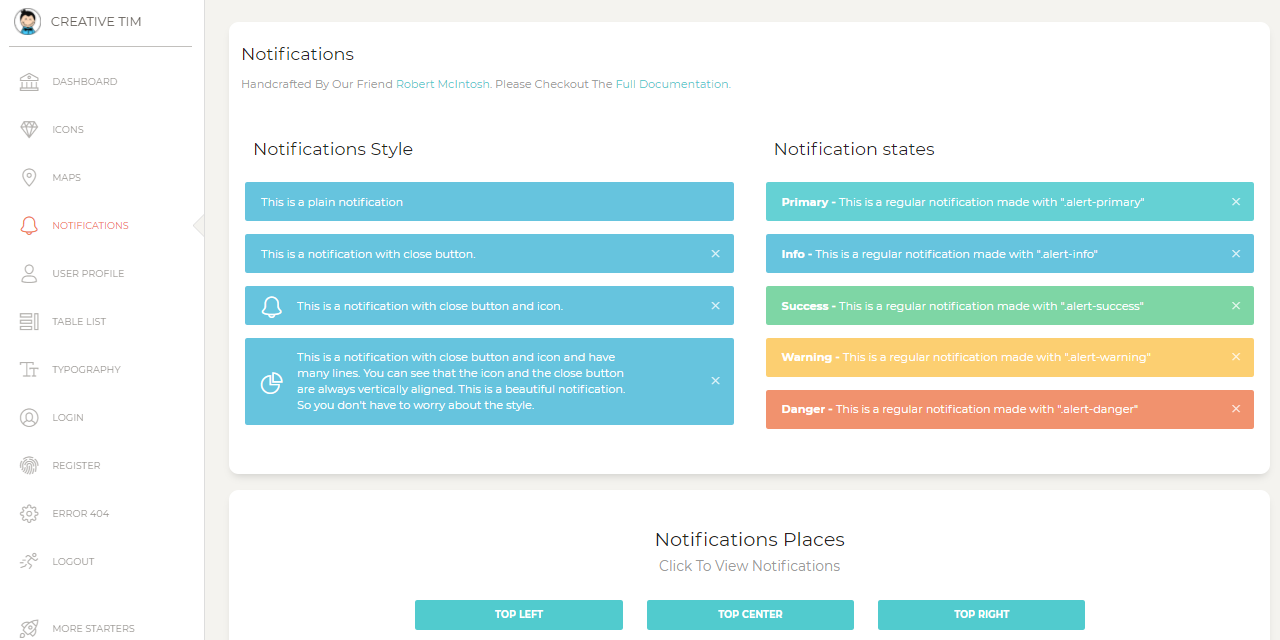 CREATIVE TIM
DASHBOARD
ICONS
MAPS
NOTIFICATIONS
USER PROFILE
TABLE LIST
TYPOGRAPHY
LOGIN
REGISTER
ERROR 404
LOGOUT
MORE STARTERS
Notifications
Handcrafted By Our Friend Robert McIntosh. Please Checkout The Full Documentation.
Notifications Style
This is a plain notification
This is a notification with close button.
This is a notification with close button and icon.
This is a notification with close button and icon and have
many lines. You can see that the icon and the close button
are always vertically aligned. This is a beautiful notification.
So you don't have to worry about the style.
Notification states
Primary - This is a regular notification made with ".alert-primary"
Info - This is a regular notification made with ".alert-info"
Success - This is a regular notification made with ".alert-success"
Warning - This is a regular notification made with ".alert-warning"
Danger - This is a regular notification made with ".alert-danger"
Notifications Places
Click To View Notifications
TOP LEFT
TOP CENTER
TOP RIGHT